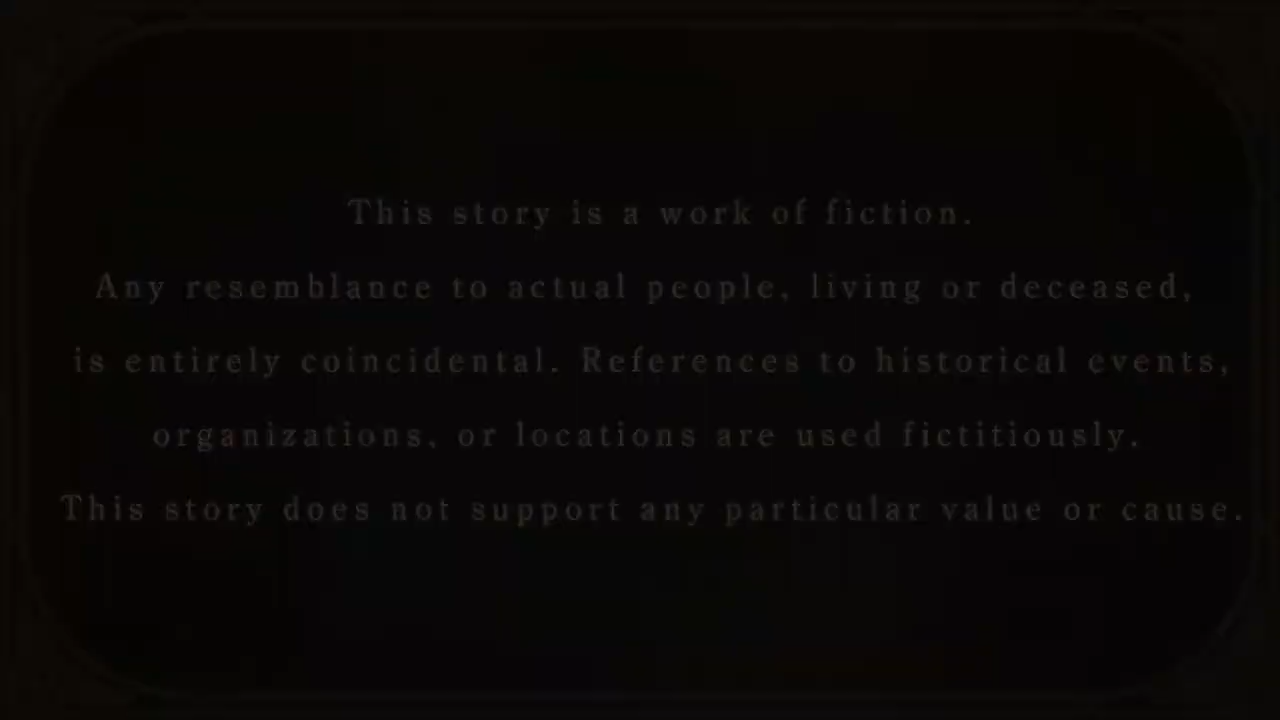 This story is a work of fiction.
Any resemblance to actual people, living or deceased,
is entirely coincidental. References to historical events,
organizations, or locations are used fictitiously.
This story does not support any particular value or cause.